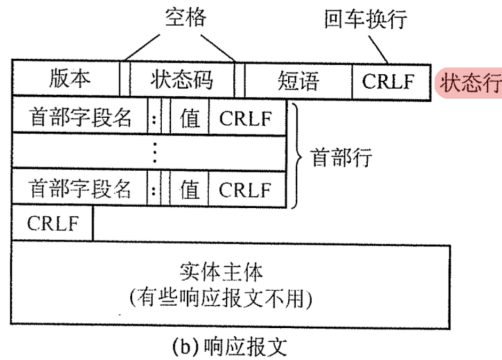 空格
回车换行
版本 状态码 短语 CRLF 状态行
首部字段名 : 值 CRLF
⋮
首部行
首部字段名 : 值 CRLF
CRLF
实体主体
(有些响应报文不用)
(b)响应报文